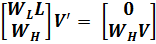 [W_L L; W_H] V′ = [0; W_H V]